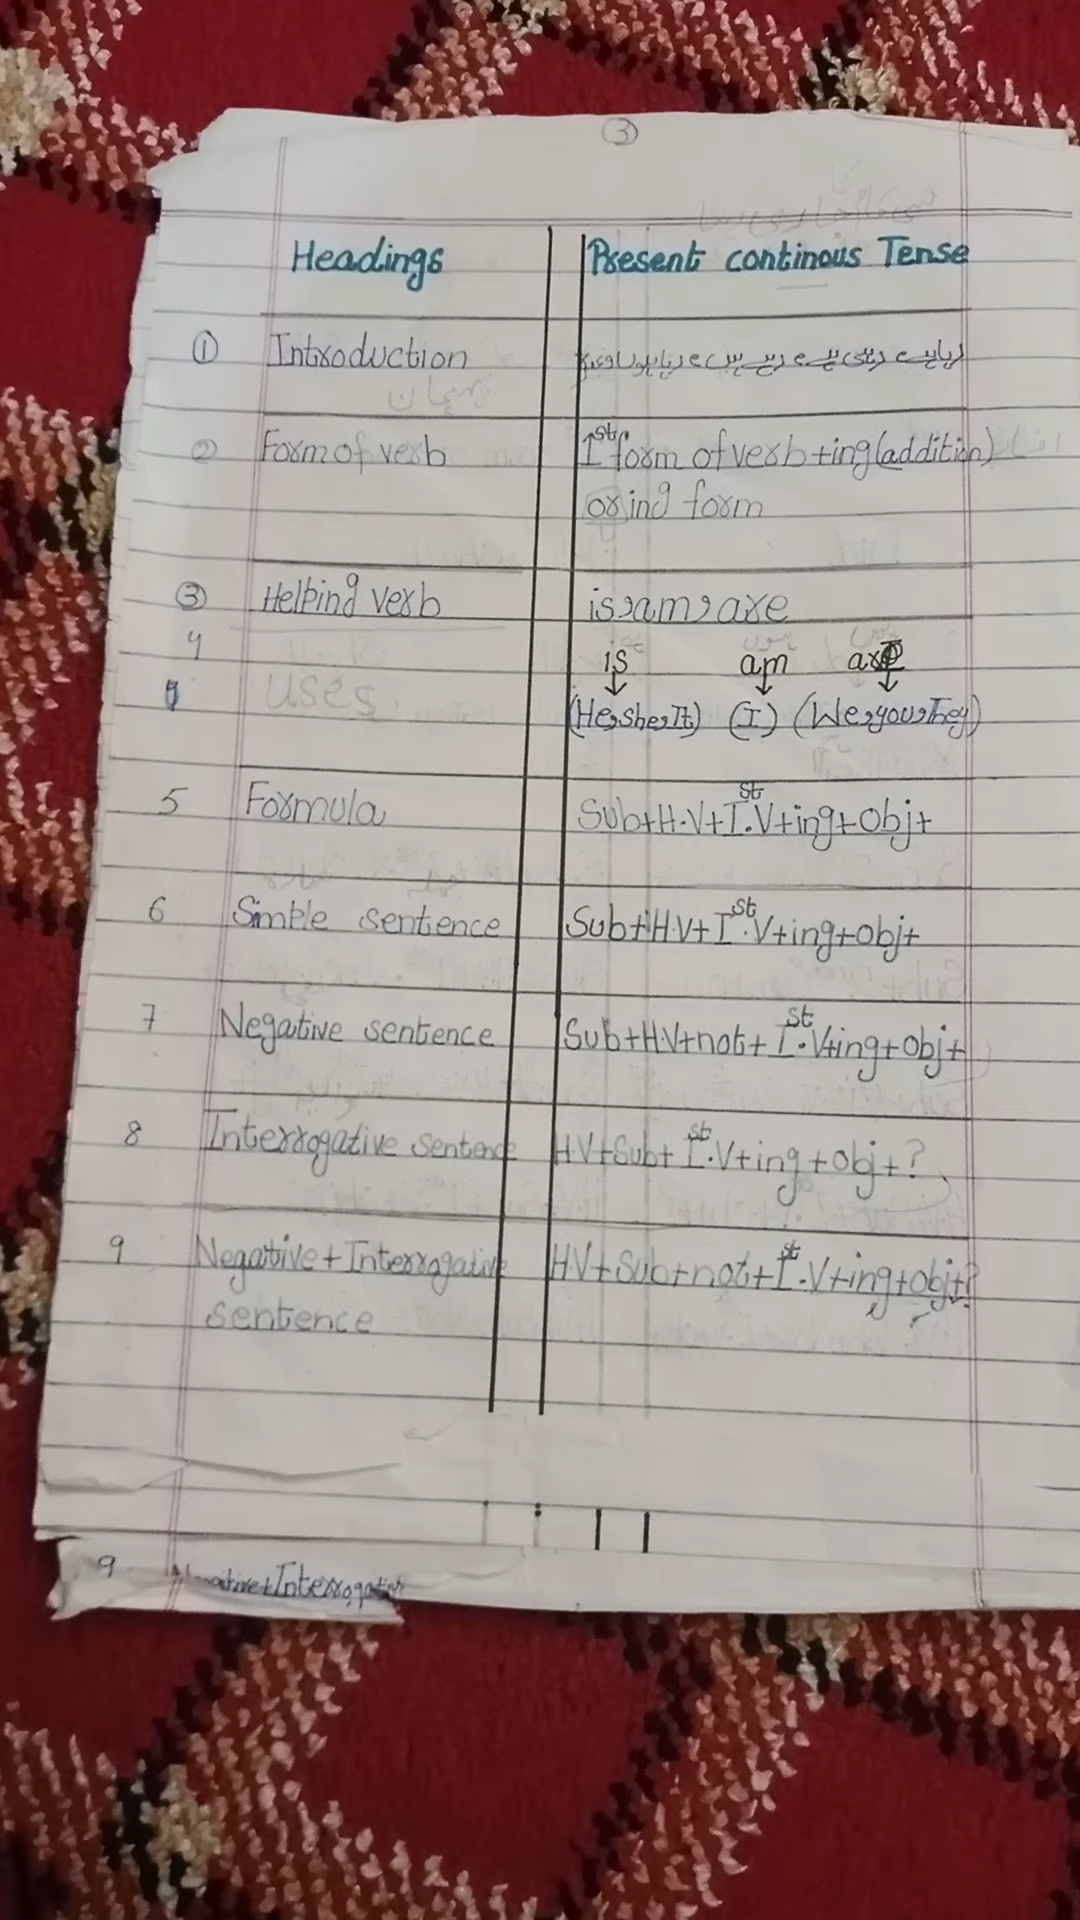 3
Headings Present continous Tense
① Introduction رہا ہے، رہی ہے، رہے ہیں، رہا ہوں وغیرہ
پہچان
② Form of verb Ist form of verb+ing(addition)
or ing form
③ Helping verb is,am,are
4 is am are
uses (He,she,It) (I) (We,you,They)
5 Formula Sub+H.V+Ist.V+ing+obj+
6 Simple sentence Sub+H.V+Ist.V+ing+obj+
7 Negative sentence Sub+H.V+not+Ist.V+ing+obj+
8 Interrogative sentence H.V+Sub+Ist.V+ing+obj+?
9 Negative+Interrogative H.V+Sub+not+Ist.V+ing+obj+?
sentence
9 Negative+Interrogative